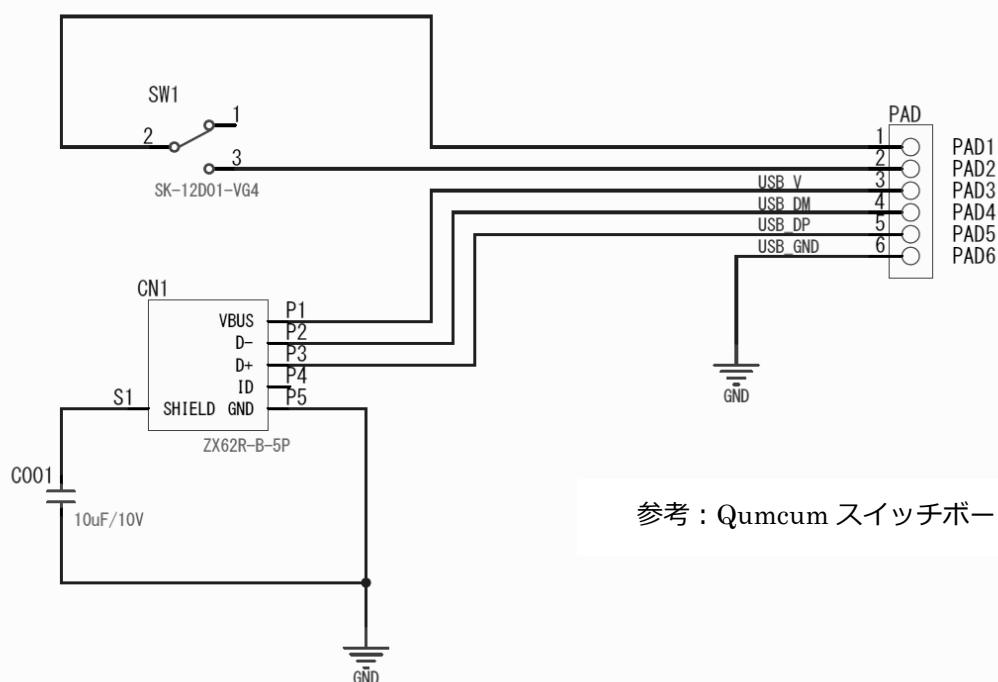 SW1
1
2
3
SK-12D01-VG4
PAD
1 PAD1
2 PAD2
USB_V 3 PAD3
USB_DM 4 PAD4
USB_DP 5 PAD5
USB_GND 6 PAD6
GND
CN1
VBUS P1
D- P2
D+ P3
ID P4
S1 SHIELD GND P5
ZX62R-B-5P
C001
10uF/10V
参考：Qumcum スイッチボー
GND